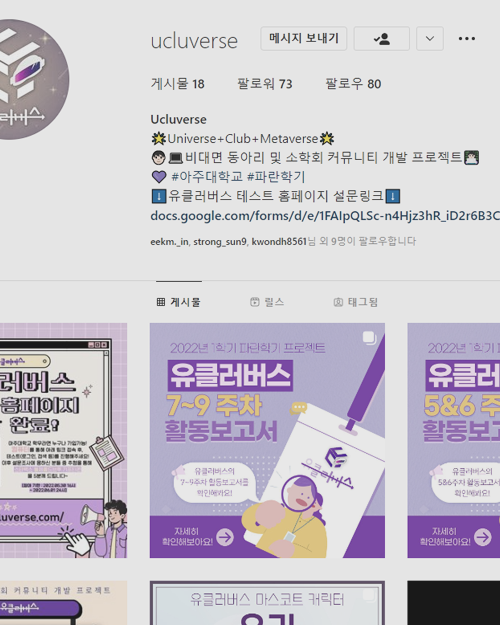 ucluverse
메시지 보내기
게시물 18
팔로워 73
팔로우 80
Ucluverse
Universe+Club+Metaverse
비대면 동아리 및 소학회 커뮤니티 개발 프로젝트
#아주대학교 #파란학기
유클러버스 테스트 홈페이지 설문링크
docs.google.com/forms/d/e/1FAIpQLSc-n4Hjz3hR_iD2r6B3C
eekm._.in, strong_sun9, kwondh8561님 외 9명이 팔로우합니다
게시물
릴스
태그됨
러버스
홈페이지
완료!
luverse.com/
2022년 1학기 파란학기 프로젝트
유클러버스
7~9 주차
활동보고서
유클러버스의
7~9주차 활동보고서를
확인해봐요!
자세히
확인해보아요!
2022년 1학기
유클러
5&6 주
활동보
유클러버스의
5&6주차 활동보고서를
확인해봐요!
자세히
확인해보아요!
회 커뮤니티 개발 프로젝트
유클러버스
유클러버스 마스코트 캐릭터